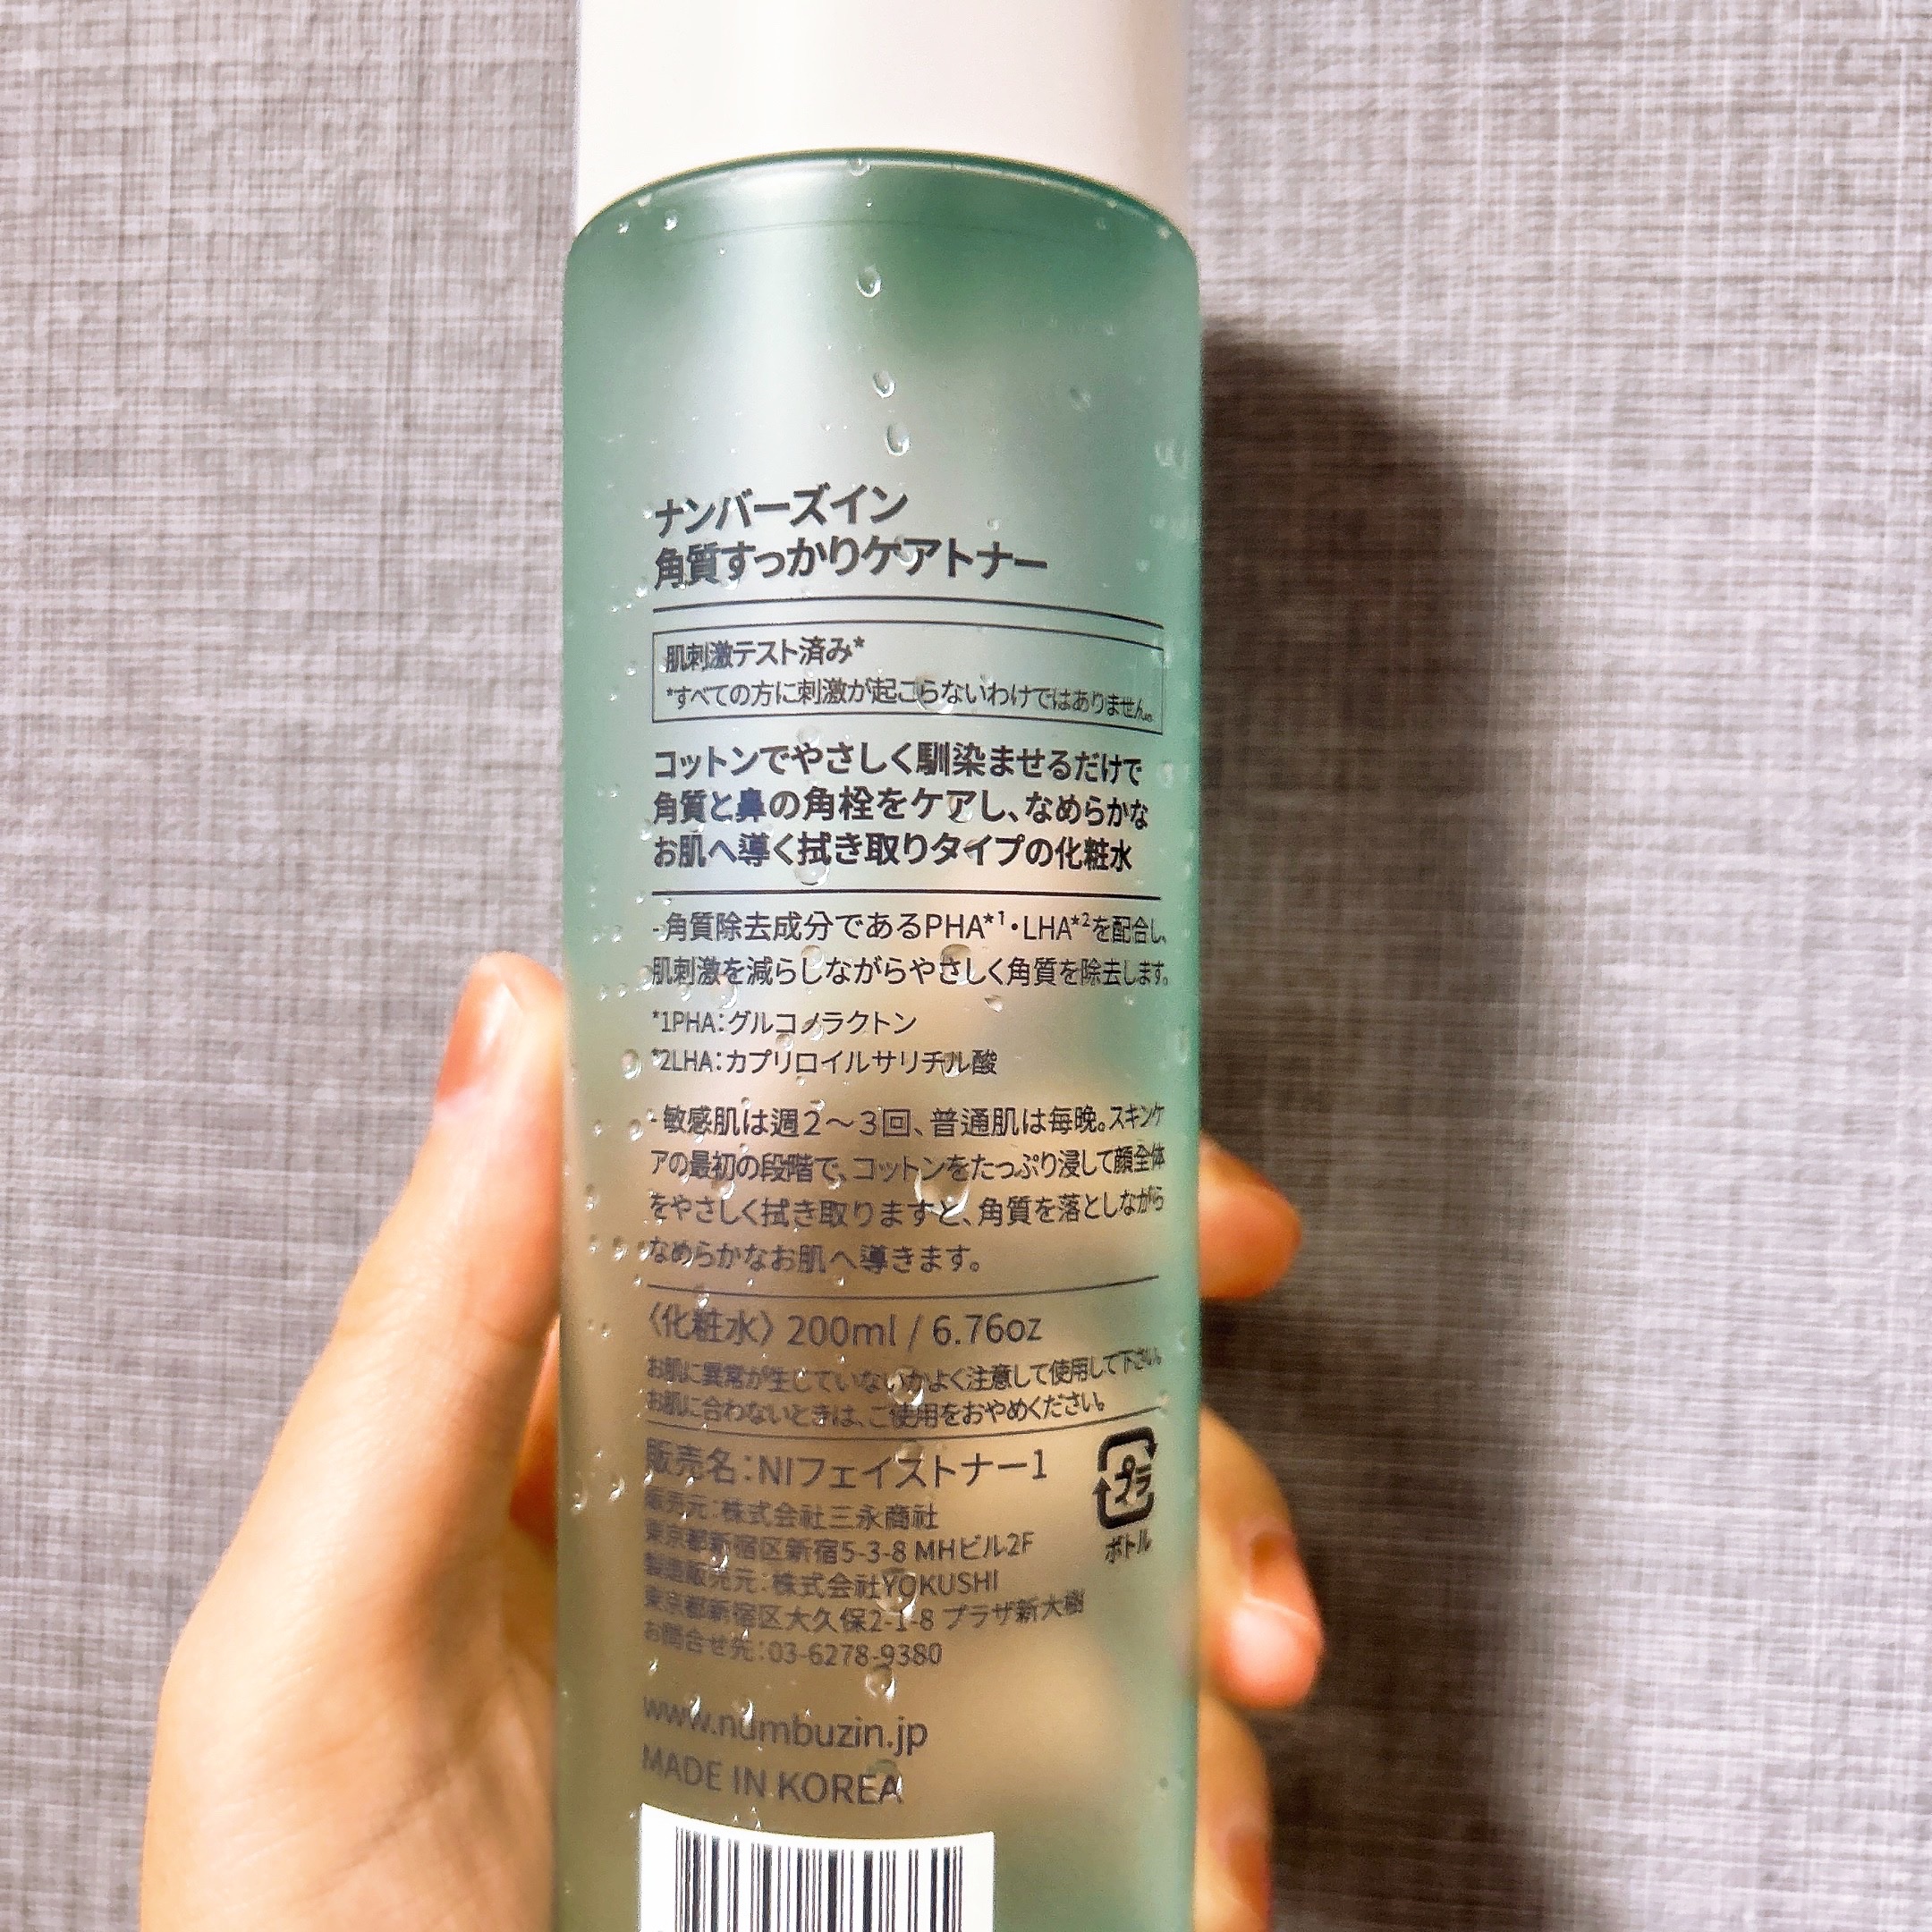 ナンバーズイン
角質すっかりケアトナー
肌刺激テスト済み*
*すべての方に刺激が起こらないわけではありません。
コットンでやさしく馴染ませるだけで
角質と鼻の角栓をケアし、なめらかな
お肌へ導く拭き取りタイプの化粧水
- 角質除去成分であるPHA*1・LHA*2を配合し、
肌刺激を減らしながらやさしく角質を除去します。
*1PHA：グルコノラクトン
*2LHA：カプリロイルサリチル酸
- 敏感肌は週２～３回、普通肌は毎晩。スキンケ
アの最初の段階で、コットンをたっぷり浸して顔全体
をやさしく拭き取りますと、角質を落としながら
なめらかなお肌へ導きます。
〈化粧水〉 200ml / 6.76oz
お肌に異常が生じていないかよく注意して使用して下さい。
お肌に合わないときは、ご使用をおやめください。
販売名：NIフェイストナー1
販売元：株式会社三永商社
東京都新宿区新宿5-3-8 MHビル2F
製造販売元：株式会社YOKUSHI
東京都新宿区大久保2-1-8 プラザ新大樹
お問合せ先：03-6278-9380
プラ
ボトル
www.numbuzin.jp
MADE IN KOREA